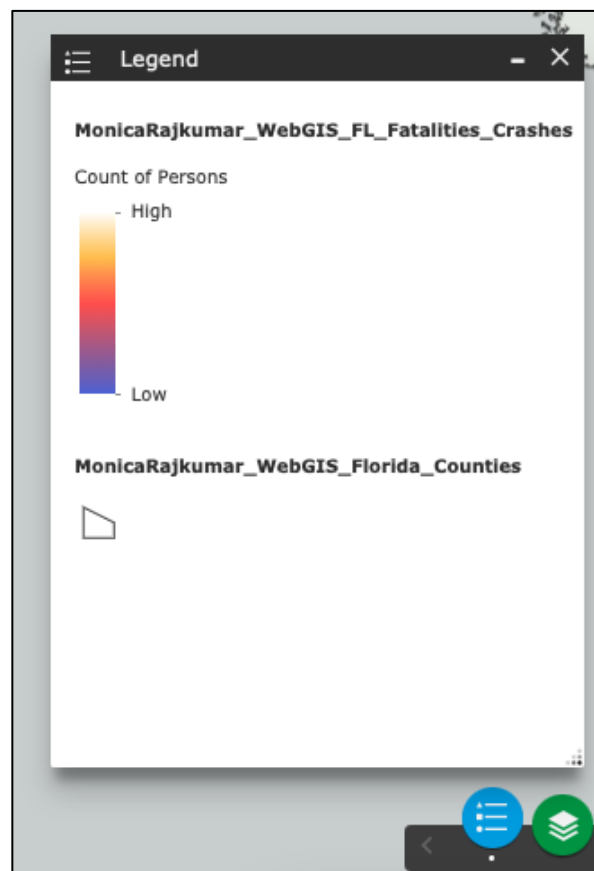 Legend
MonicaRajkumar_WebGIS_FL_Fatalities_Crashes
Count of Persons
High
Low
MonicaRajkumar_WebGIS_Florida_Counties